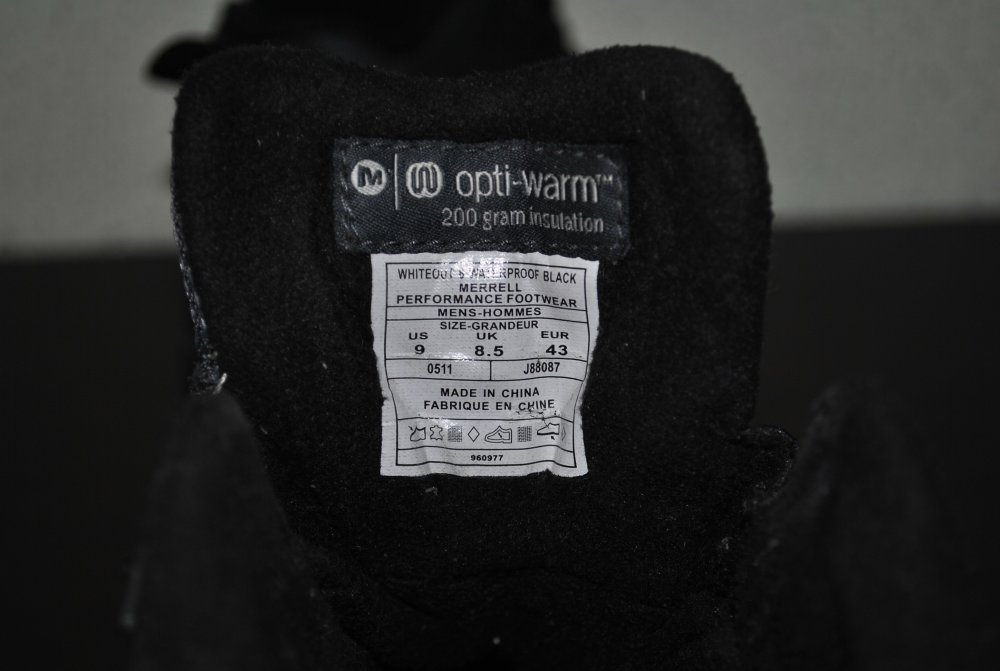 M opti-warm™
200 gram insulation
WHITEOUT 8 WATERPROOF BLACK
MERRELL
PERFORMANCE FOOTWEAR
MENS-HOMMES
SIZE-GRANDEUR
US UK EUR
9 8.5 43
0511 J88087
MADE IN CHINA
FABRIQUE EN CHINE
960977